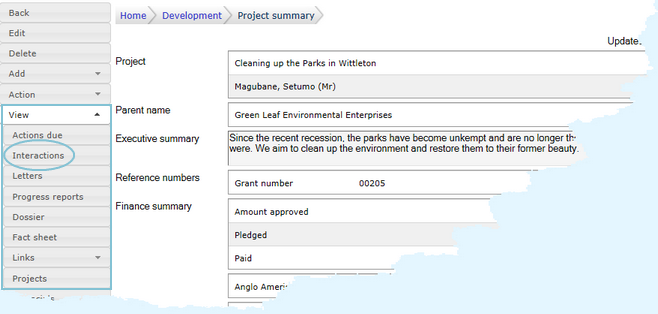 Back
Edit
Delete
Add
Action
View
Actions due
Interactions
Letters
Progress reports
Dossier
Fact sheet
Links
Projects
Home Development Project summary
Update
Project
Cleaning up the Parks in Wittleton
Magubane, Setumo (Mr)
Parent name
Green Leaf Environmental Enterprises
Executive summary
Since the recent recession, the parks have become unkempt and are no longer
were. We aim to clean up the environment and restore them to their former beauty.
Reference numbers
Grant number 00205
Finance summary
Amount approved
Pledged
Paid
Anglo